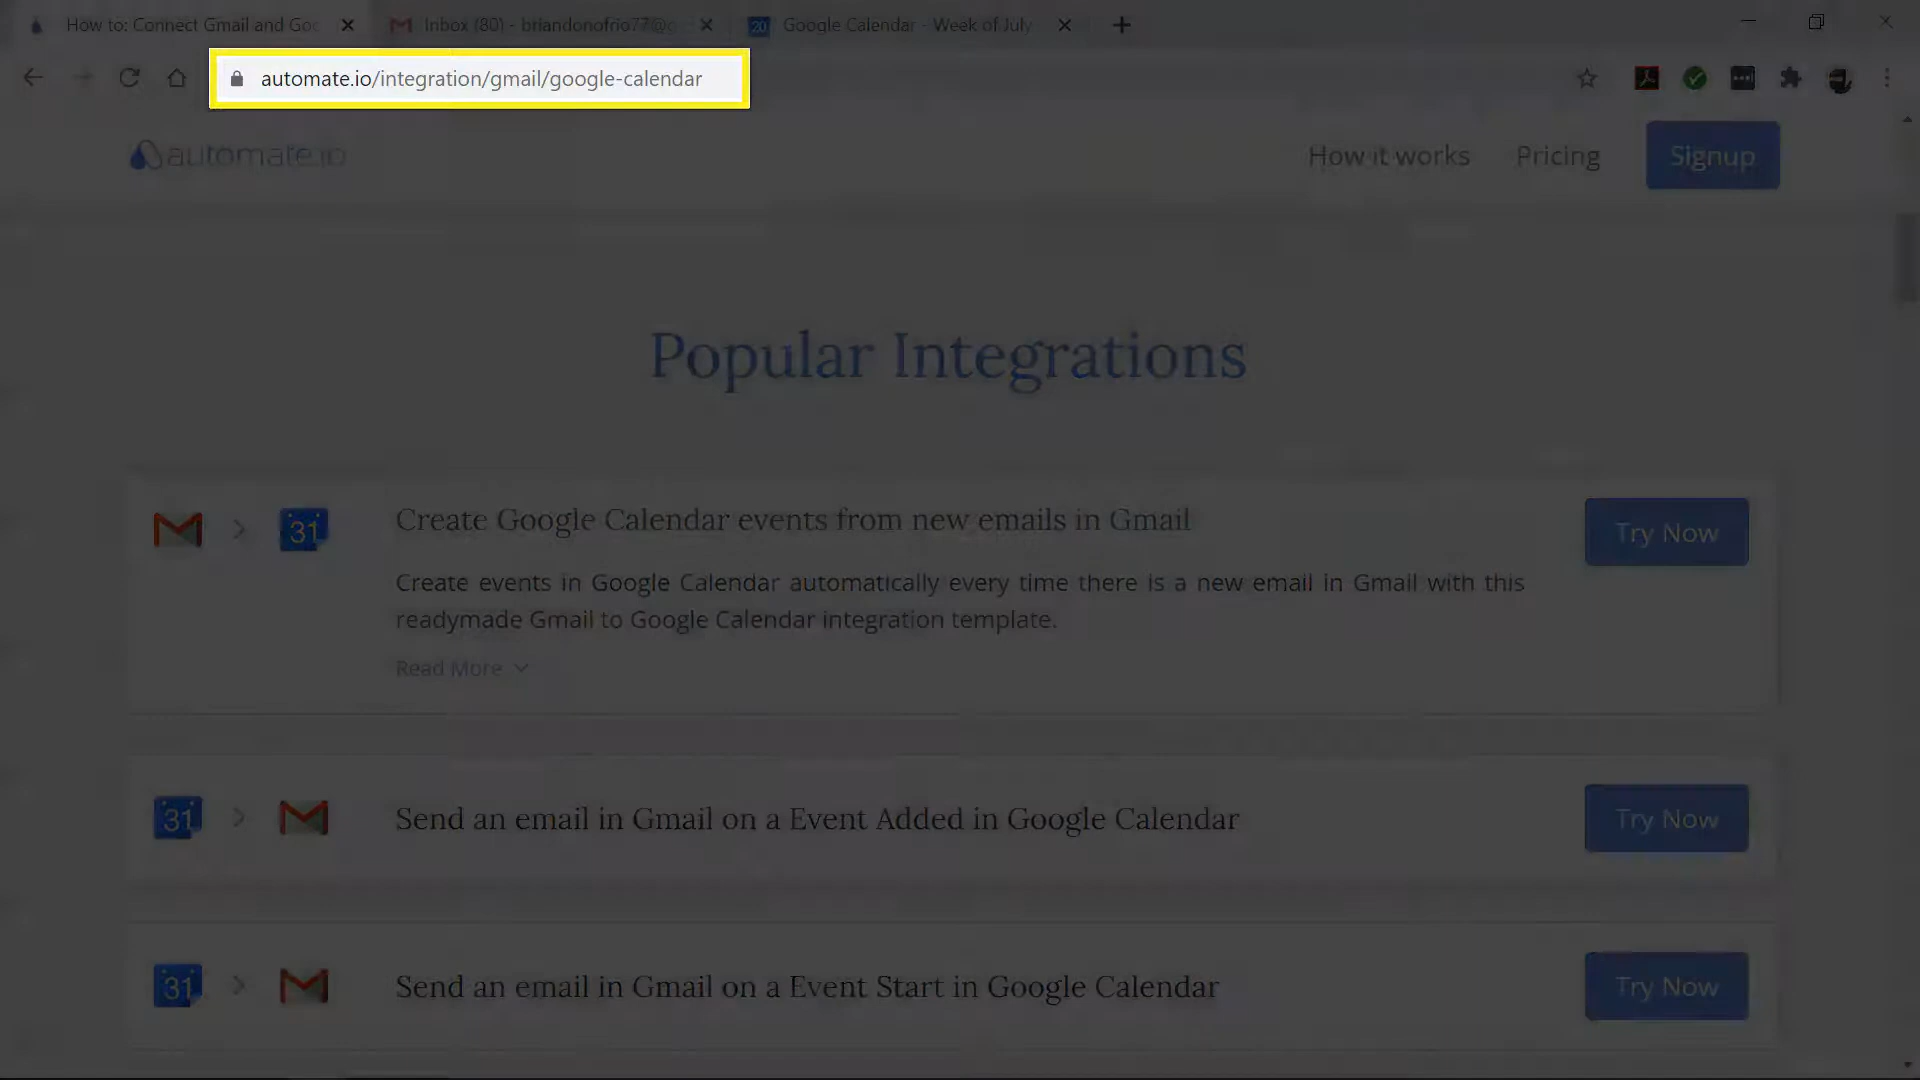 How to: Connect Gmail and Goo
Inbox (80) - briandonofrio77@g
20
Google Calendar - Week of July
automate.io/integration/gmail/google-calendar
automate.io
How it works
Pricing
Signup
Popular Integrations
31
Create Google Calendar events from new emails in Gmail
Try Now
Create events in Google Calendar automatically every time there is a new email in Gmail with this
readymade Gmail to Google Calendar integration template.
Read More
31
Send an email in Gmail on a Event Added in Google Calendar
Try Now
31
Send an email in Gmail on a Event Start in Google Calendar
Try Now